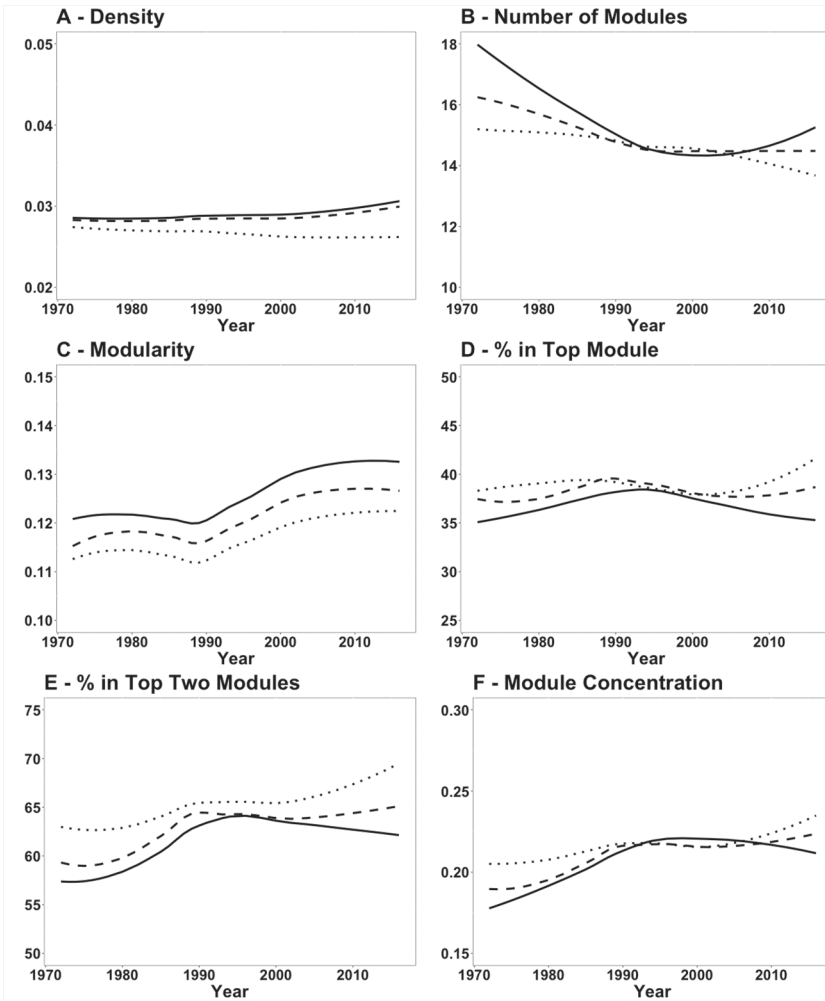 A - Density
0.05
0.04
0.03
0.02
1970 1980 1990 2000 2010
Year
B - Number of Modules
18
16
14
12
10
1970 1980 1990 2000 2010
Year
C - Modularity
0.15
0.14
0.13
0.12
0.11
0.10
1970 1980 1990 2000 2010
Year
D - % in Top Module
50
45
40
35
30
25
1970 1980 1990 2000 2010
Year
E - % in Top Two Modules
75
70
65
60
55
50
1970 1980 1990 2000 2010
Year
F - Module Concentration
0.30
0.25
0.20
0.15
1970 1980 1990 2000 2010
Year